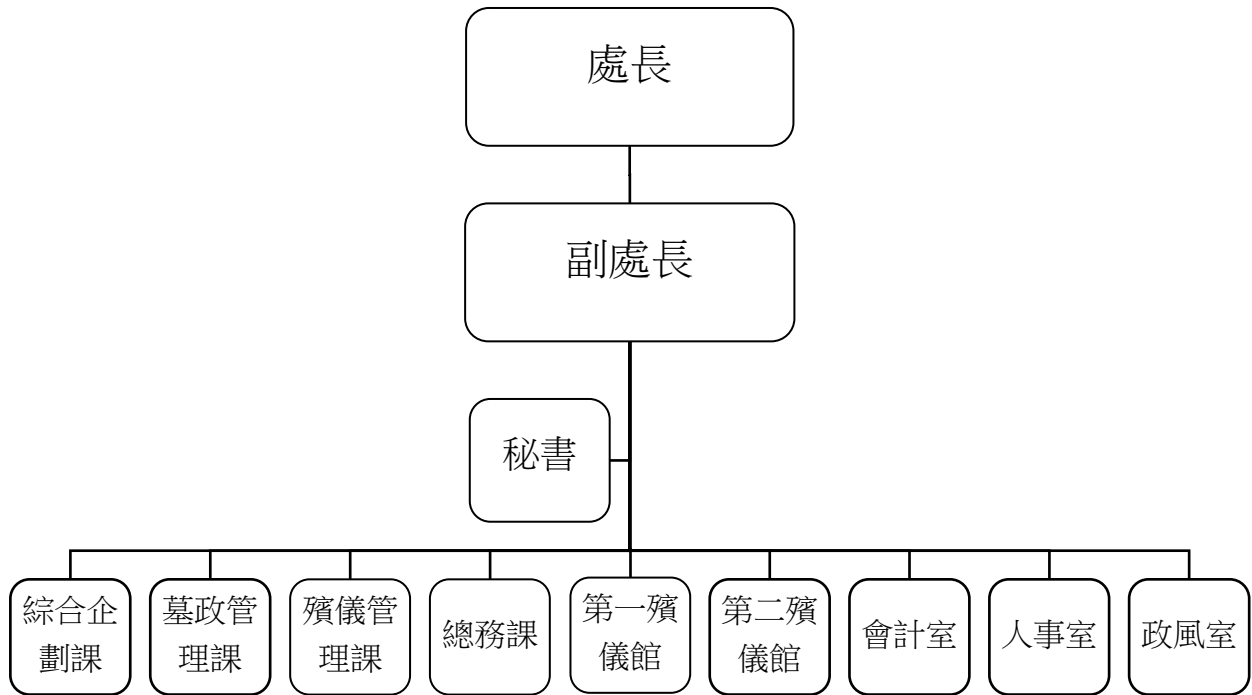 處長
副處長
秘書
綜合企
劃課
墓政管
理課
殯儀管
理課
總務課
第一殯
儀館
第二殯
儀館
會計室
人事室
政風室